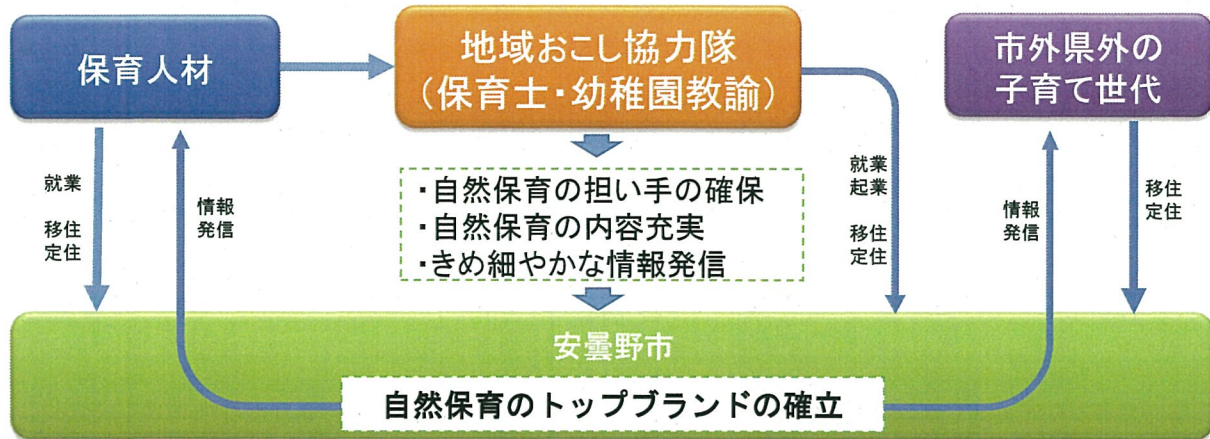 保育人材
地域おこし協力隊
（保育士・幼稚園教諭）
市外県外の
子育て世代
就業
移住
定住
情報
発信
・自然保育の担い手の確保
・自然保育の内容充実
・きめ細やかな情報発信
就業
起業
移住
定住
情報
発信
移住
定住
安曇野市
自然保育のトップブランドの確立